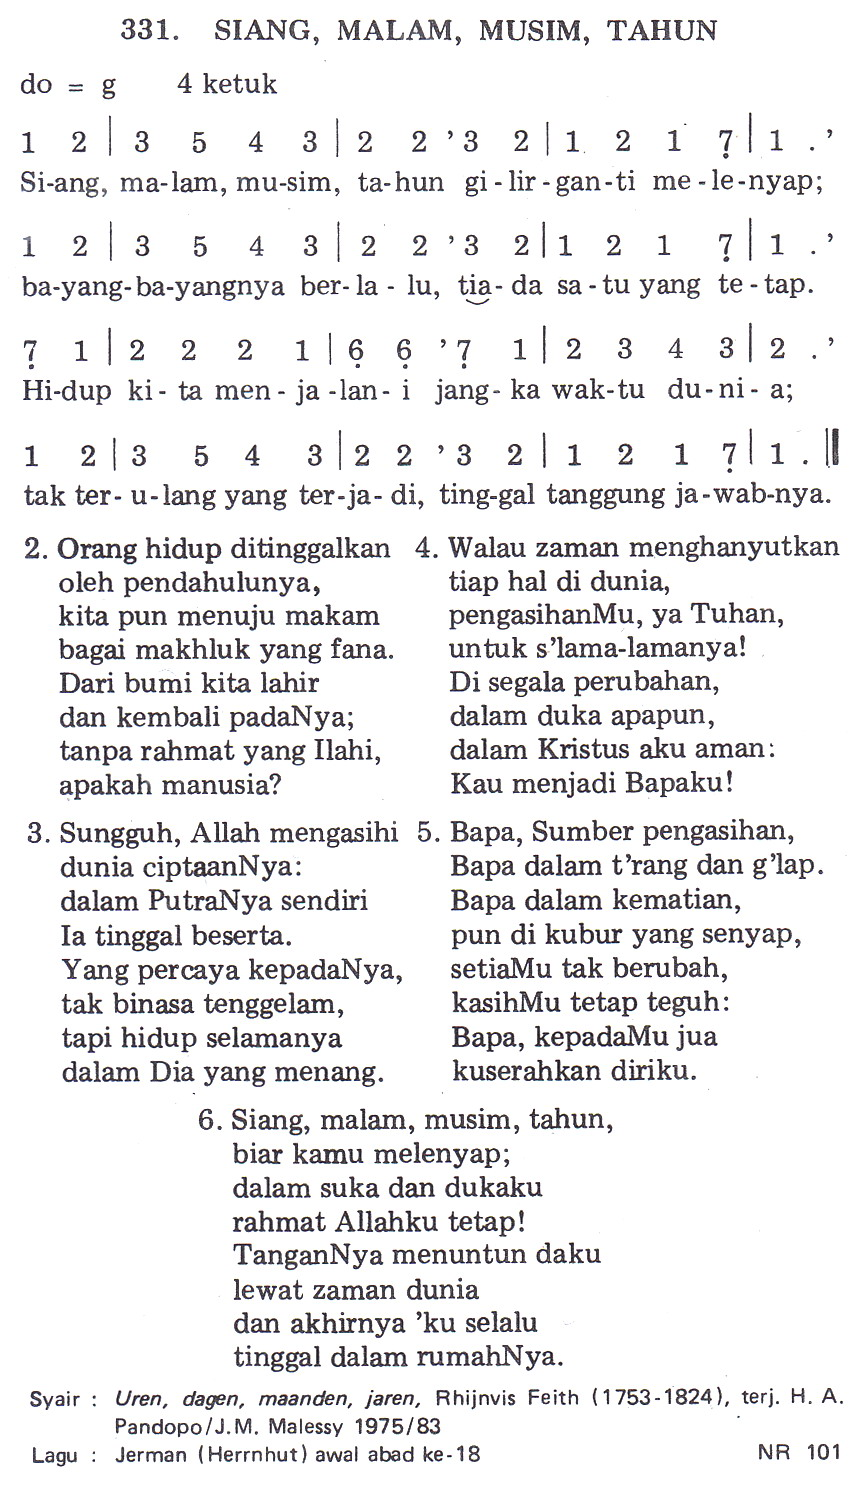 331. SIANG, MALAM, MUSIM, TAHUN
do = g 4 ketuk
1 2 | 3 5 4 3 | 2 2 ’ 3 2 | 1 2 1 7̣ | 1 . ’
Si-ang, ma-lam, mu-sim, ta-hun gi-lir-gan-ti me-le-nyap;
1 2 | 3 5 4 3 | 2 2 ’ 3 2 | 1 2 1 7̣ | 1 . ’
ba-yang-ba-yangnya ber-la-lu, tia-da sa-tu yang te-tap.
7̣ 1 | 2 2 2 1 | 6̣ 6̣ ’ 7̣ 1 | 2 3 4 3 | 2 . ’
Hi-dup ki-ta men-ja-lan-i jang-ka wak-tu du-ni-a;
1 2 | 3 5 4 3 | 2 2 ’ 3 2 | 1 2 1 7̣ | 1 . ||
tak ter-u-lang yang ter-ja-di, ting-gal tanggung ja-wab-nya.
2. Orang hidup ditinggalkan
oleh pendahulunya,
kita pun menuju makam
bagai makhluk yang fana.
Dari bumi kita lahir
dan kembali padaNya;
tanpa rahmat yang Ilahi,
apakah manusia?
3. Sungguh, Allah mengasihi
dunia ciptaanNya:
dalam PutraNya sendiri
Ia tinggal beserta.
Yang percaya kepadaNya,
tak binasa tenggelam,
tapi hidup selamanya
dalam Dia yang menang.
4. Walau zaman menghanyutkan
tiap hal di dunia,
pengasihanMu, ya Tuhan,
untuk s’lama-lamanya!
Di segala perubahan,
dalam duka apapun,
dalam Kristus aku aman:
Kau menjadi Bapaku!
5. Bapa, Sumber pengasihan,
Bapa dalam t’rang dan g’lap.
Bapa dalam kematian,
pun di kubur yang senyap,
setiaMu tak berubah,
kasihMu tetap teguh:
Bapa, kepadaMu jua
kuserahkan diriku.
6. Siang, malam, musim, tahun,
biar kamu melenyap;
dalam suka dan dukaku
rahmat Allahku tetap!
TanganNya menuntun daku
lewat zaman dunia
dan akhirnya ’ku selalu
tinggal dalam rumahNya.
Syair : Uren, dagen, maanden, jaren, Rhijnvis Feith (1753-1824), terj. H. A.
Pandopo/J.M. Malessy 1975/83
Lagu : Jerman (Herrnhut) awal abad ke-18 NR 101